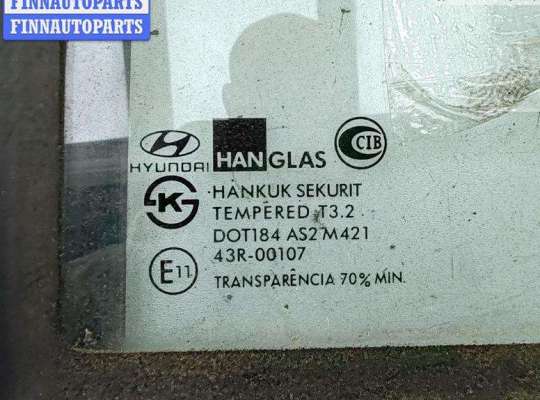 FINNAUTOPARTS
FINNAUTOPARTS
HYUNDAI HANGLAS CIB
K HANKUK SEKURIT
TEMPERED T3.2
DOT184 AS2 M421
43R-00107
E11 TRANSPARÊNCIA 70% MIN.